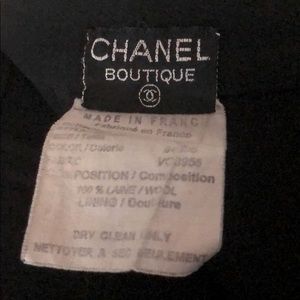 CHANEL
BOUTIQUE
MADE IN FRANC
Fabriqué en France
POSITION / Composition
100 % LAINE / WOOL
LINING / Doublure
DRY CLEAN ONLY
NETTOYER A SEC SEULEMENT